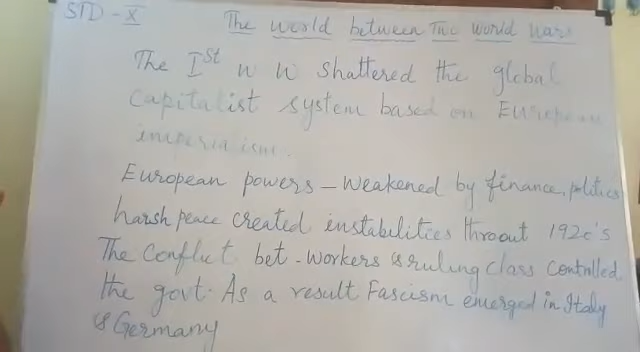 STD - X
The world between Two world wars
The Ist W W shattered the global
capitalist system based on European
imperialism.
European powers - weakened by finance, politics
harsh peace created instabilities throout 1920's
The conflict bet - workers & ruling class controlled
the govt. As a result Fascism emerged in Italy
& Germany